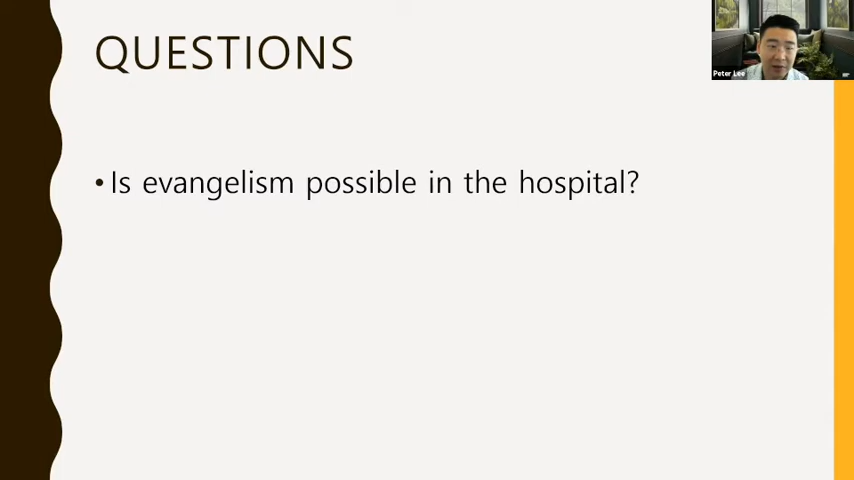 QUESTIONS
Peter Lee
• Is evangelism possible in the hospital?